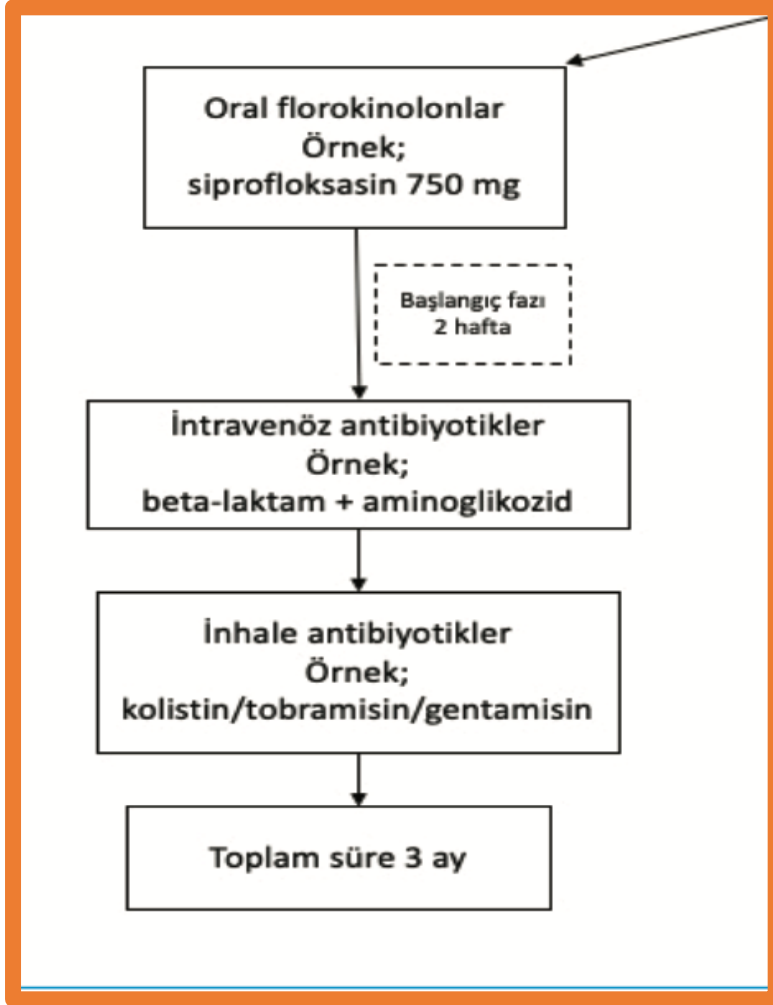 Oral florokinolonlar
Örnek;
siprofloksasin 750 mg
Başlangıç fazı
2 hafta
İntravenöz antibiyotikler
Örnek;
beta-laktam + aminoglikozid
İnhale antibiyotikler
Örnek;
kolistin/tobramisin/gentamisin
Toplam süre 3 ay